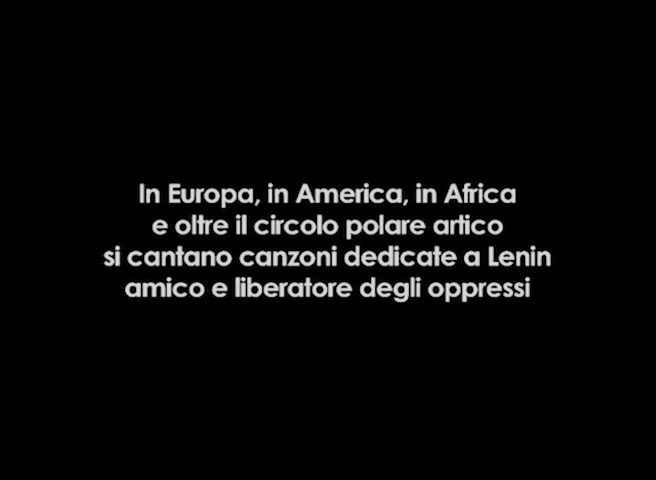 In Europa, in America, in Africa
e oltre il circolo polare artico
si cantano canzoni dedicate a Lenin
amico e liberatore degli oppressi